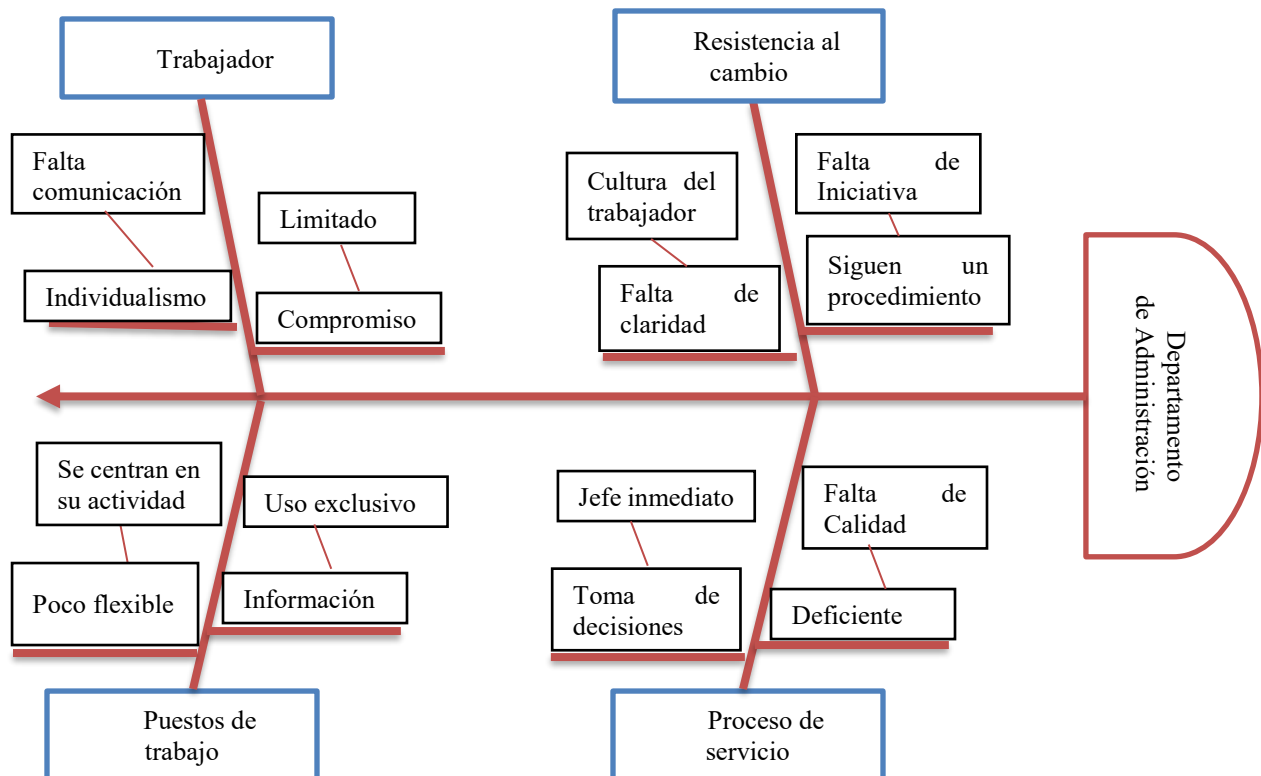 Trabajador
Resistencia al
cambio
Falta
comunicación
Limitado
Individualismo
Compromiso
Cultura del
trabajador
Falta de
Iniciativa
Falta de
claridad
Siguen un
procedimiento
Departamento
de Administración
Se centran en
su actividad
Uso exclusivo
Poco flexible
Información
Jefe inmediato
Falta de
Calidad
Toma de
decisiones
Deficiente
Puestos de
trabajo
Proceso de
servicio